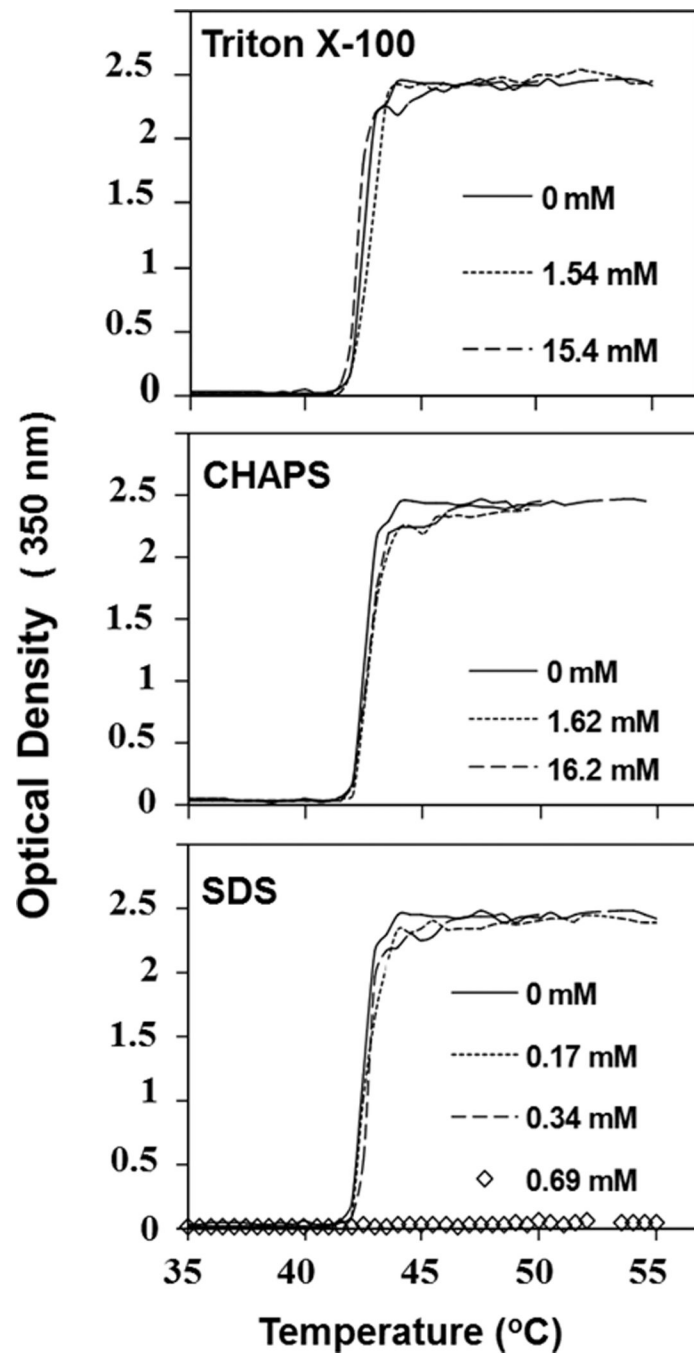 Optical Density ( 350 nm)
Triton X-100
2.5
2
1.5
1
0.5
0
0 mM
1.54 mM
15.4 mM
CHAPS
2.5
2
1.5
1
0.5
0
0 mM
1.62 mM
16.2 mM
SDS
2.5
2
1.5
1
0.5
0
0 mM
0.17 mM
0.34 mM
0.69 mM
35 40 45 50 55
Temperature (ºC)